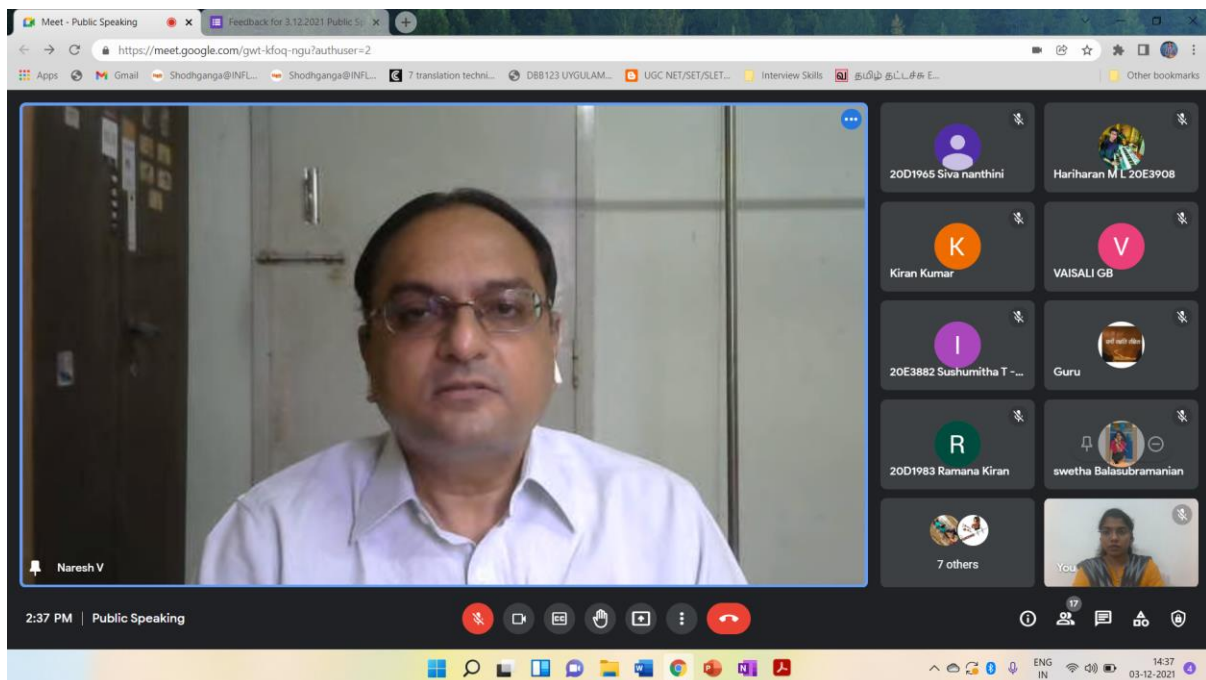 Meet - Public Speaking
Feedback for 3.12.2021 Public Sp
https://meet.google.com/gwt-kfoq-ngu?authuser=2
Apps
Gmail
Shodhganga@INFL...
Shodhganga@INFL...
7 translation techni...
DBB123 UYGULAM...
UGC NET/SET/SLET...
Interview Skills
தமிழ் தட்டச்சு E...
Other bookmarks
20D1965 Siva nanthini
Hariharan M L 20E3908
K
Kiran Kumar
V
VAISALI GB
I
20E3882 Sushumitha T -...
Guru
R
20D1983 Ramana Kiran
swetha Balasubramanian
7 others
You
Naresh V
2:37 PM | Public Speaking
CC
17
ENG
IN
14:37
03-12-2021
4